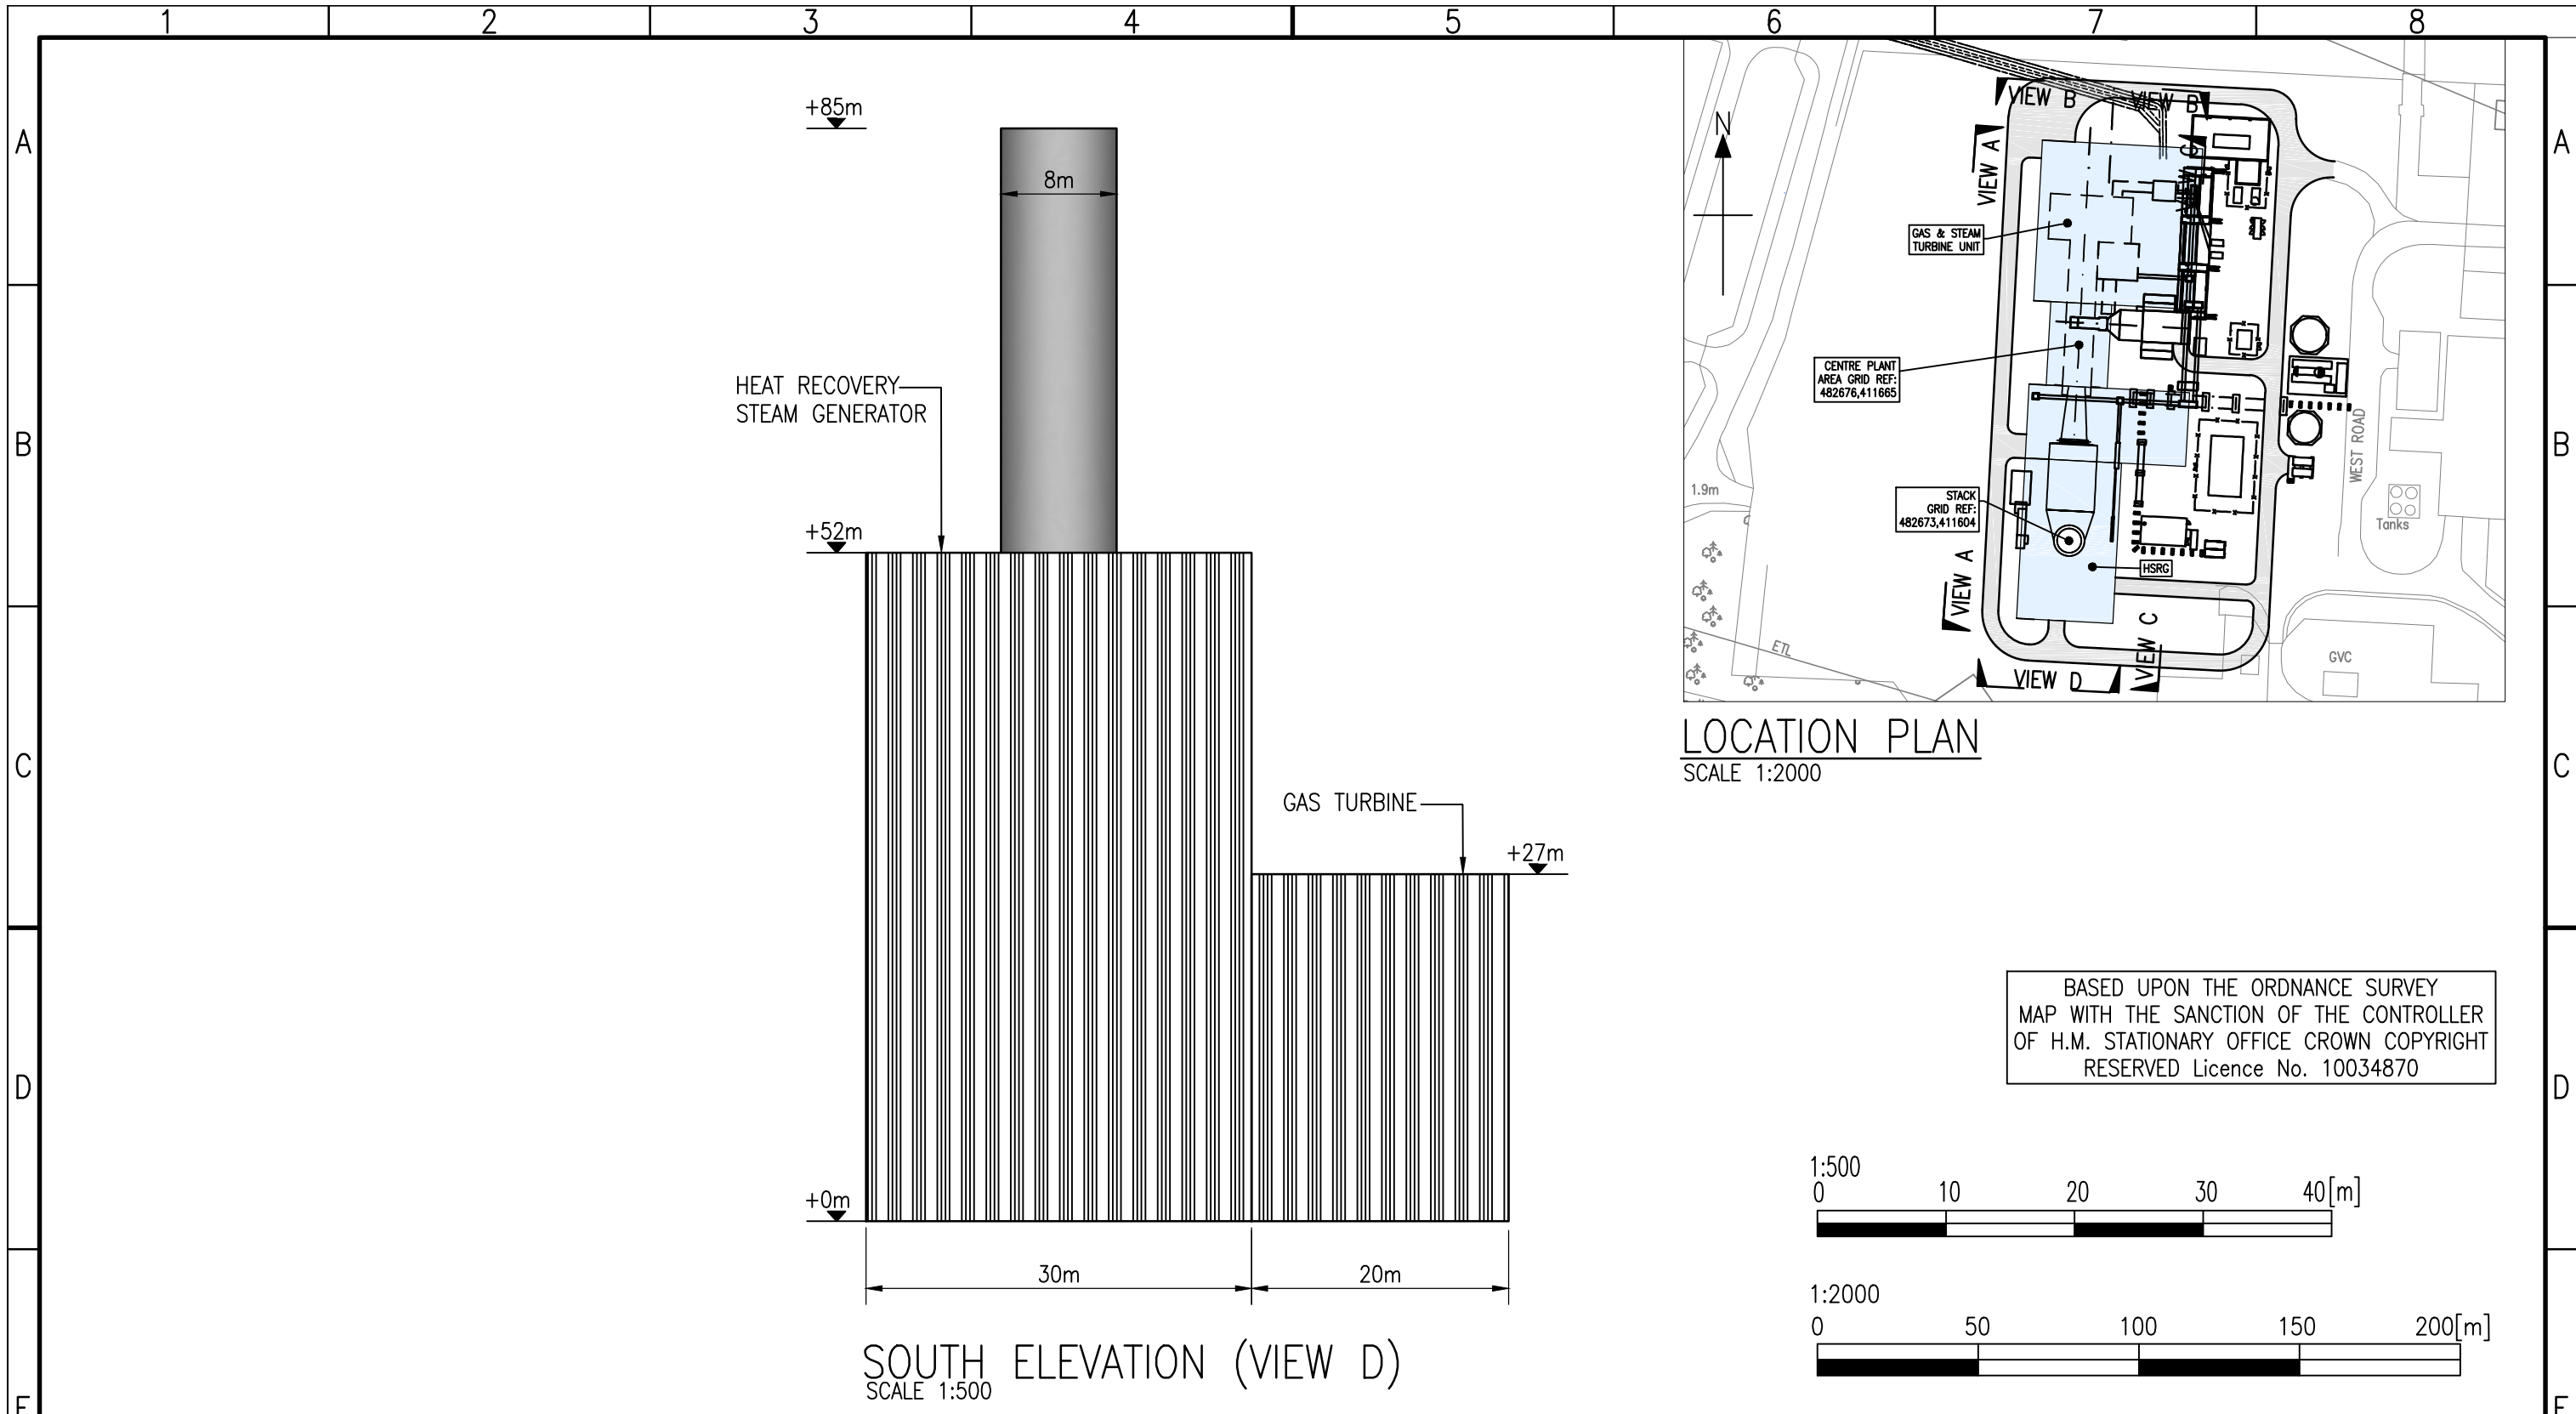 1 2 3 4 5 6 7 8
A
B
C
D
E
A
B
C
D
E
+85m
8m
HEAT RECOVERY
STEAM GENERATOR
+52m
GAS TURBINE
+27m
+0m
30m
20m
SOUTH ELEVATION (VIEW D)
SCALE 1:500
N
VIEW B
VIEW B
VIEW A
C
GAS & STEAM
TURBINE UNIT
CENTRE PLANT
AREA GRID REF:
482676,411665
STACK
GRID REF:
482673,411604
HSRG
VIEW A
VIEW C
VIEW D
WEST ROAD
Tanks
1.9m
ETL
GVC
LOCATION PLAN
SCALE 1:2000
BASED UPON THE ORDNANCE SURVEY
MAP WITH THE SANCTION OF THE CONTROLLER
OF H.M. STATIONARY OFFICE CROWN COPYRIGHT
RESERVED Licence No. 10034870
1:500
0 10 20 30 40[m]
1:2000
0 50 100 150 200[m]